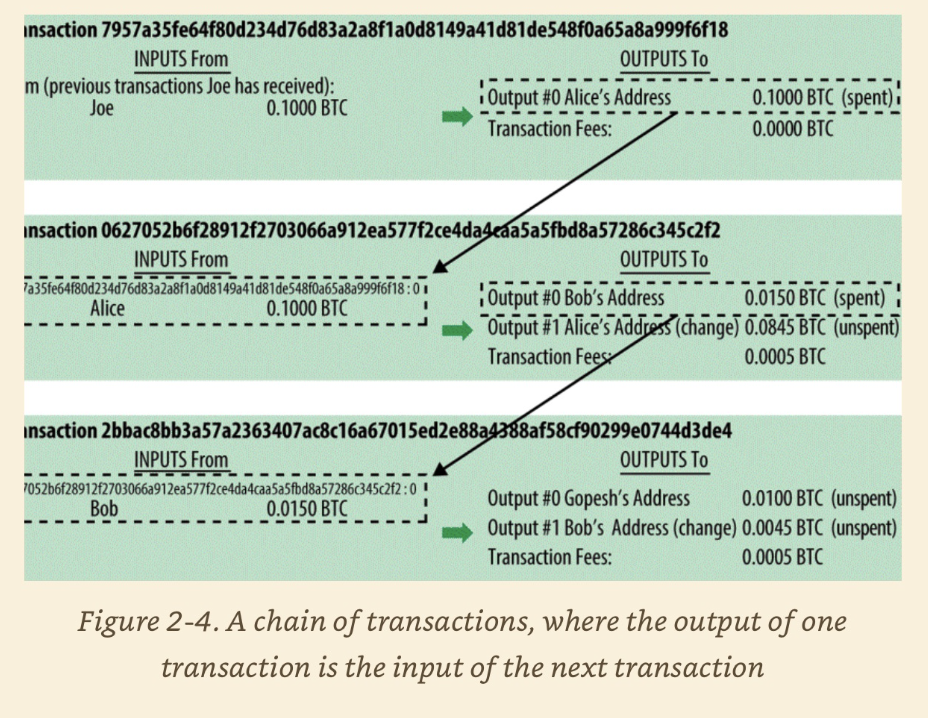 nsaction 7957a35fe64f80d234d76d83a2a8f1a0d8149a41d81de548f0a65a8a999f6f18
INPUTS From
OUTPUTS To
m (previous transactions Joe has received):
Joe 0.1000 BTC
Output #0 Alice's Address 0.1000 BTC (spent)
Transaction Fees: 0.0000 BTC
nsaction 0627052b6f28912f2703066a912ea577f2ce4da4caa5a5fbd8a57286c345c2f2
INPUTS From
OUTPUTS To
7a35fe64f80d234d76d83a2a8f1a0d8149a41d81de548f0a65a8a999f6f18 : 0
Alice 0.1000 BTC
Output #0 Bob's Address 0.0150 BTC (spent)
Output #1 Alice's Address (change) 0.0845 BTC (unspent)
Transaction Fees: 0.0005 BTC
nsaction 2bbac8bb3a57a2363407ac8c16a67015ed2e88a4388af58cf90299e0744d3de4
INPUTS From
OUTPUTS To
7052b6f28912f2703066a912ea577f2ce4da4caa5a5fbd8a57286c345c2f2 : 0
Bob 0.0150 BTC
Output #0 Gopesh's Address 0.0100 BTC (unspent)
Output #1 Bob's Address (change) 0.0045 BTC (unspent)
Transaction Fees: 0.0005 BTC
Figure 2-4. A chain of transactions, where the output of one
transaction is the input of the next transaction